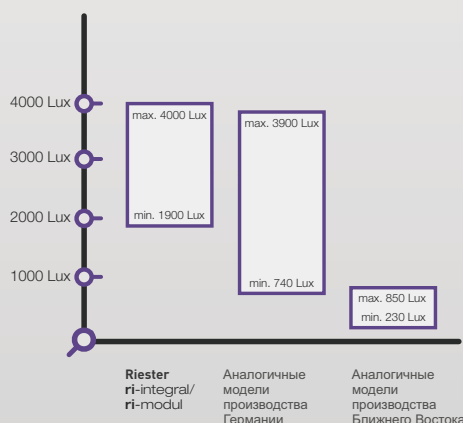 4000 Lux
3000 Lux
2000 Lux
1000 Lux
max. 4000 Lux
min. 1900 Lux
max. 3900 Lux
min. 740 Lux
max. 850 Lux
min. 230 Lux
Riester
ri-integral/
ri-modul
Аналогичные
модели
производства
Германии
Аналогичные
модели
производства
Ближнего Востока